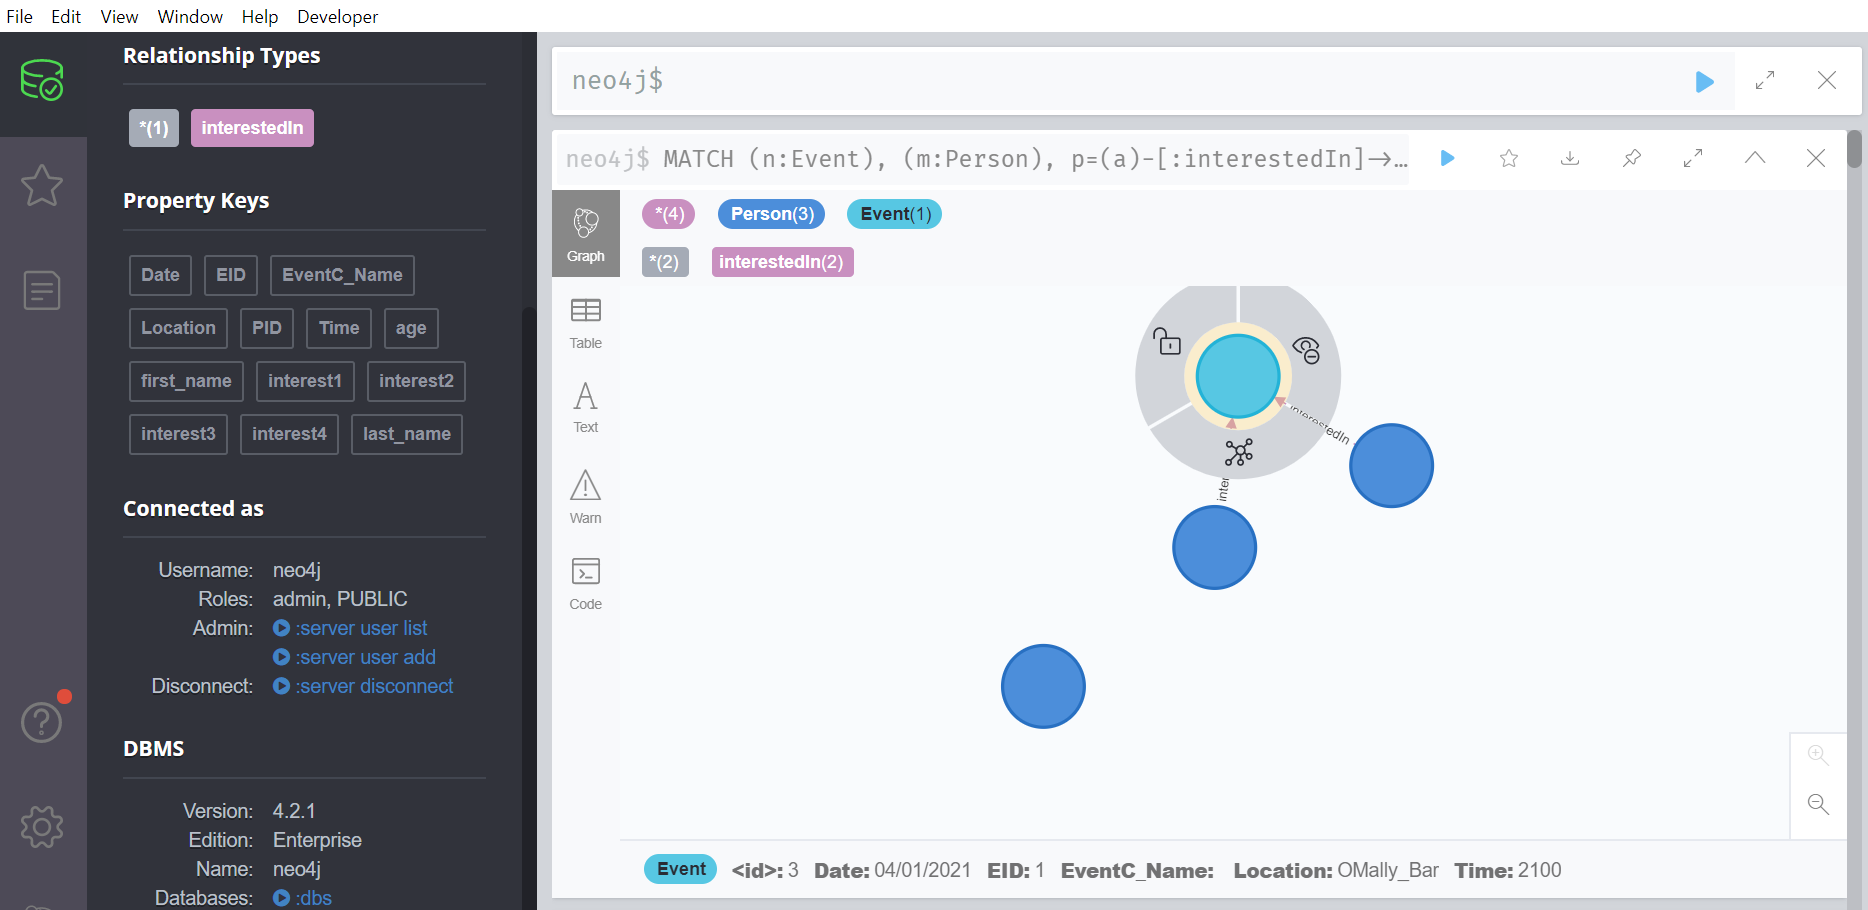 File Edit View Window Help Developer
Relationship Types
*(1) interestedIn
Property Keys
Date EID EventC_Name
Location PID Time age
first_name interest1 interest2
interest3 interest4 last_name
Connected as
Username: neo4j
Roles: admin, PUBLIC
Admin: :server user list
:server user add
Disconnect: :server disconnect
DBMS
Version: 4.2.1
Edition: Enterprise
Name: neo4j
Databases: :dbs
neo4j$
neo4j$ MATCH (n:Event), (m:Person), p=(a)-[:interestedIn]→…
Graph
Table
Text
Warn
Code
*(4) Person(3) Event(1)
*(2) interestedIn(2)
interestedIn
inter
Event <id>: 3 Date: 04/01/2021 EID: 1 EventC_Name: Location: OMally_Bar Time: 2100